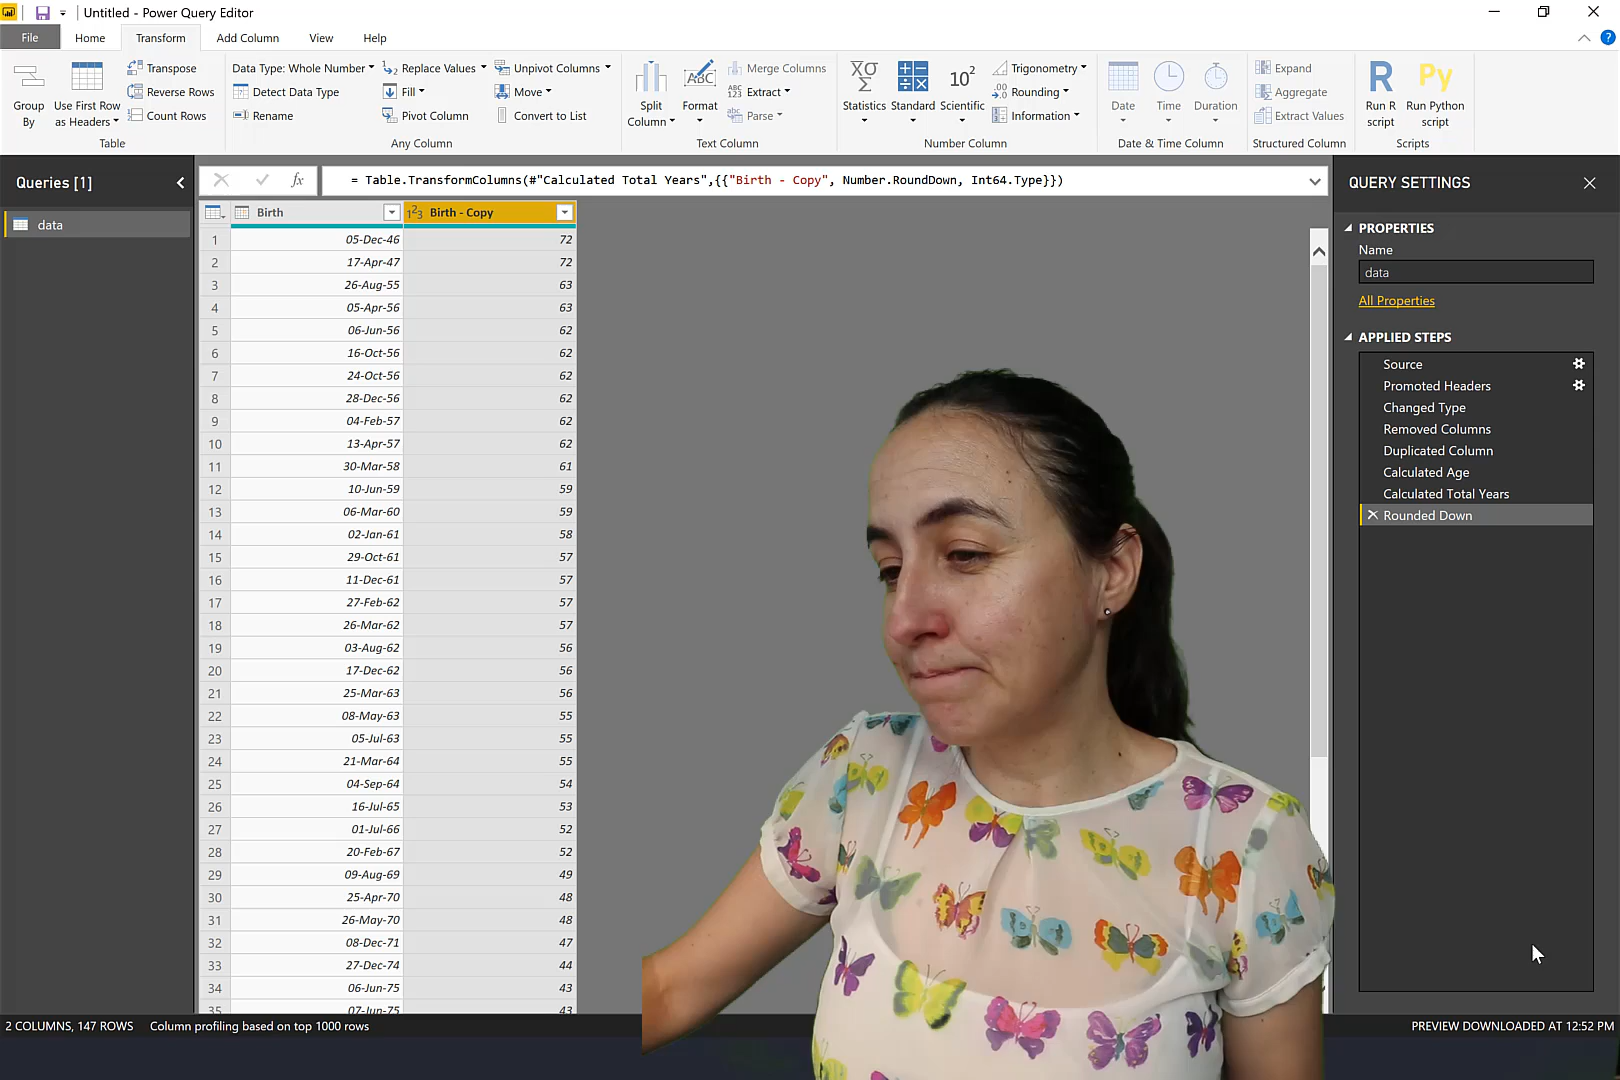 Untitled - Power Query Editor
File Home Transform Add Column View Help
Group By
Use First Row as Headers
Transpose
Reverse Rows
Count Rows
Table
Data Type: Whole Number
Detect Data Type
Rename
Replace Values
Fill
Pivot Column
Unpivot Columns
Move
Convert to List
Any Column
Split Column
Format
ABC
Merge Columns
ABC 123 Extract
abc Parse
Text Column
XΟ Σ Statistics
Standard
10² Scientific
Trigonometry
.00 Rounding
Information
Number Column
Date
Time
Duration
Date & Time Column
Expand
Aggregate
Extract Values
Structured Column
R Run R script
Py Run Python script
Scripts
Queries [1]
data
fx = Table.TransformColumns(#"Calculated Total Years",{{"Birth - Copy", Number.RoundDown, Int64.Type}})
Birth 1²3 Birth - Copy
1 05-Dec-46 72
2 17-Apr-47 72
3 26-Aug-55 63
4 05-Apr-56 63
5 06-Jun-56 62
6 16-Oct-56 62
7 24-Oct-56 62
8 28-Dec-56 62
9 04-Feb-57 62
10 13-Apr-57 62
11 30-Mar-58 61
12 10-Jun-59 59
13 06-Mar-60 59
14 02-Jan-61 58
15 29-Oct-61 57
16 11-Dec-61 57
17 27-Feb-62 57
18 26-Mar-62 57
19 03-Aug-62 56
20 17-Dec-62 56
21 25-Mar-63 56
22 08-May-63 55
23 05-Jul-63 55
24 21-Mar-64 55
25 04-Sep-64 54
26 16-Jul-65 53
27 01-Jul-66 52
28 20-Feb-67 52
29 09-Aug-69 49
30 25-Apr-70 48
31 26-May-70 48
32 08-Dec-71 47
33 27-Dec-74 44
34 06-Jun-75 43
35 07-Jun-75 43
QUERY SETTINGS
PROPERTIES
Name
data
All Properties
APPLIED STEPS
Source
Promoted Headers
Changed Type
Removed Columns
Duplicated Column
Calculated Age
Calculated Total Years
Rounded Down
2 COLUMNS, 147 ROWS Column profiling based on top 1000 rows
PREVIEW DOWNLOADED AT 12:52 PM